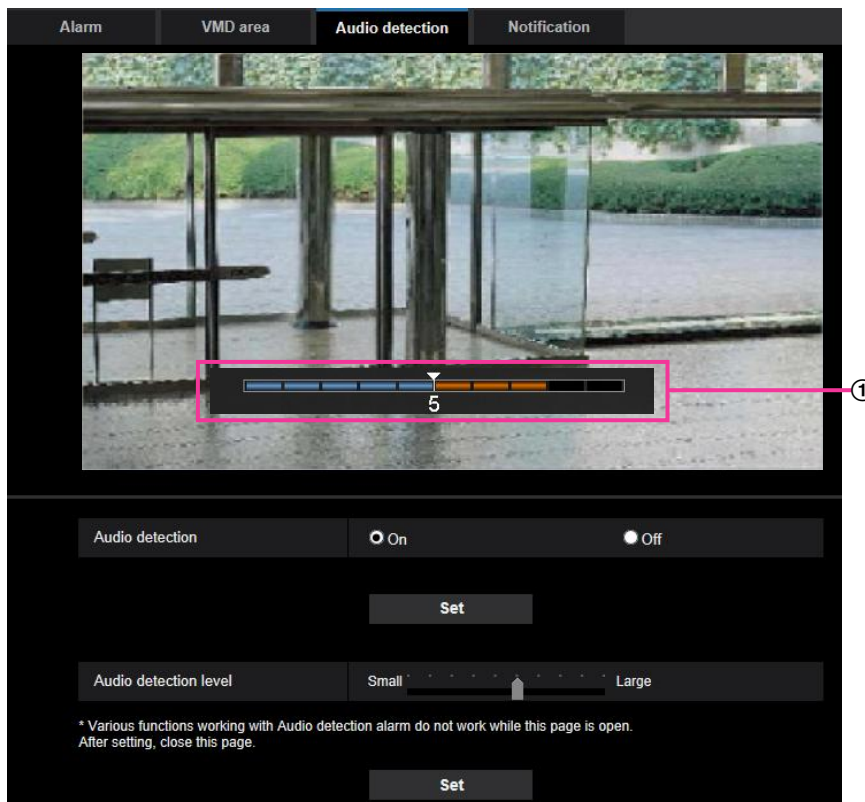 Alarm VMD area Audio detection Notification
5
①
Audio detection On Off
Set
Audio detection level Small Large
* Various functions working with Audio detection alarm do not work while this page is open.
After setting, close this page.
Set